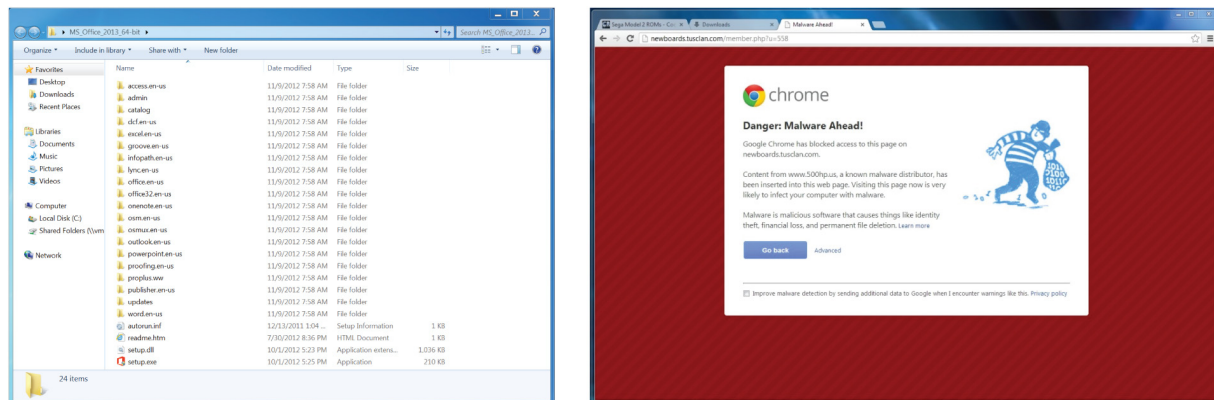 MS_Office_2013_64-bit
Search MS_Office_2013...
Organize Include in library Share with New folder
Name Date modified Type Size
Favorites
Desktop
Downloads
Recent Places
Libraries
Documents
Music
Pictures
Videos
Computer
Local Disk (C:)
Shared Folders (\\vm
Network
access.en-us 11/9/2012 7:58 AM File folder
admin 11/9/2012 7:58 AM File folder
catalog 11/9/2012 7:58 AM File folder
dcf.en-us 11/9/2012 7:58 AM File folder
excel.en-us 11/9/2012 7:58 AM File folder
groove.en-us 11/9/2012 7:58 AM File folder
infopath.en-us 11/9/2012 7:58 AM File folder
lync.en-us 11/9/2012 7:58 AM File folder
office.en-us 11/9/2012 7:58 AM File folder
office32.en-us 11/9/2012 7:58 AM File folder
onenote.en-us 11/9/2012 7:58 AM File folder
osm.en-us 11/9/2012 7:58 AM File folder
osmux.en-us 11/9/2012 7:58 AM File folder
outlook.en-us 11/9/2012 7:58 AM File folder
powerpoint.en-us 11/9/2012 7:58 AM File folder
proofing.en-us 11/9/2012 7:58 AM File folder
proplus.ww 11/9/2012 7:58 AM File folder
publisher.en-us 11/9/2012 7:58 AM File folder
updates 11/9/2012 7:58 AM File folder
word.en-us 11/9/2012 7:58 AM File folder
autorun.inf 12/13/2011 1:04 ... Setup Information 1 KB
readme.htm 7/30/2012 8:36 PM HTML Document 1 KB
setup.dll 10/1/2012 5:23 PM Application extens... 1,036 KB
setup.exe 10/1/2012 5:25 PM Application 210 KB
24 items
Sega Model 2 ROMs - Co Downloads Malware Ahead!
newboards.tusclan.com/member.php?u=558
chrome
Danger: Malware Ahead!
Google Chrome has blocked access to this page on
newboards.tusclan.com.
Content from www.500hp.us, a known malware distributor, has
been inserted into this web page. Visiting this page now is very
likely to infect your computer with malware.
Malware is malicious software that causes things like identity
theft, financial loss, and permanent file deletion. Learn more
Go back Advanced
Improve malware detection by sending additional data to Google when I encounter warnings like this. Privacy policy